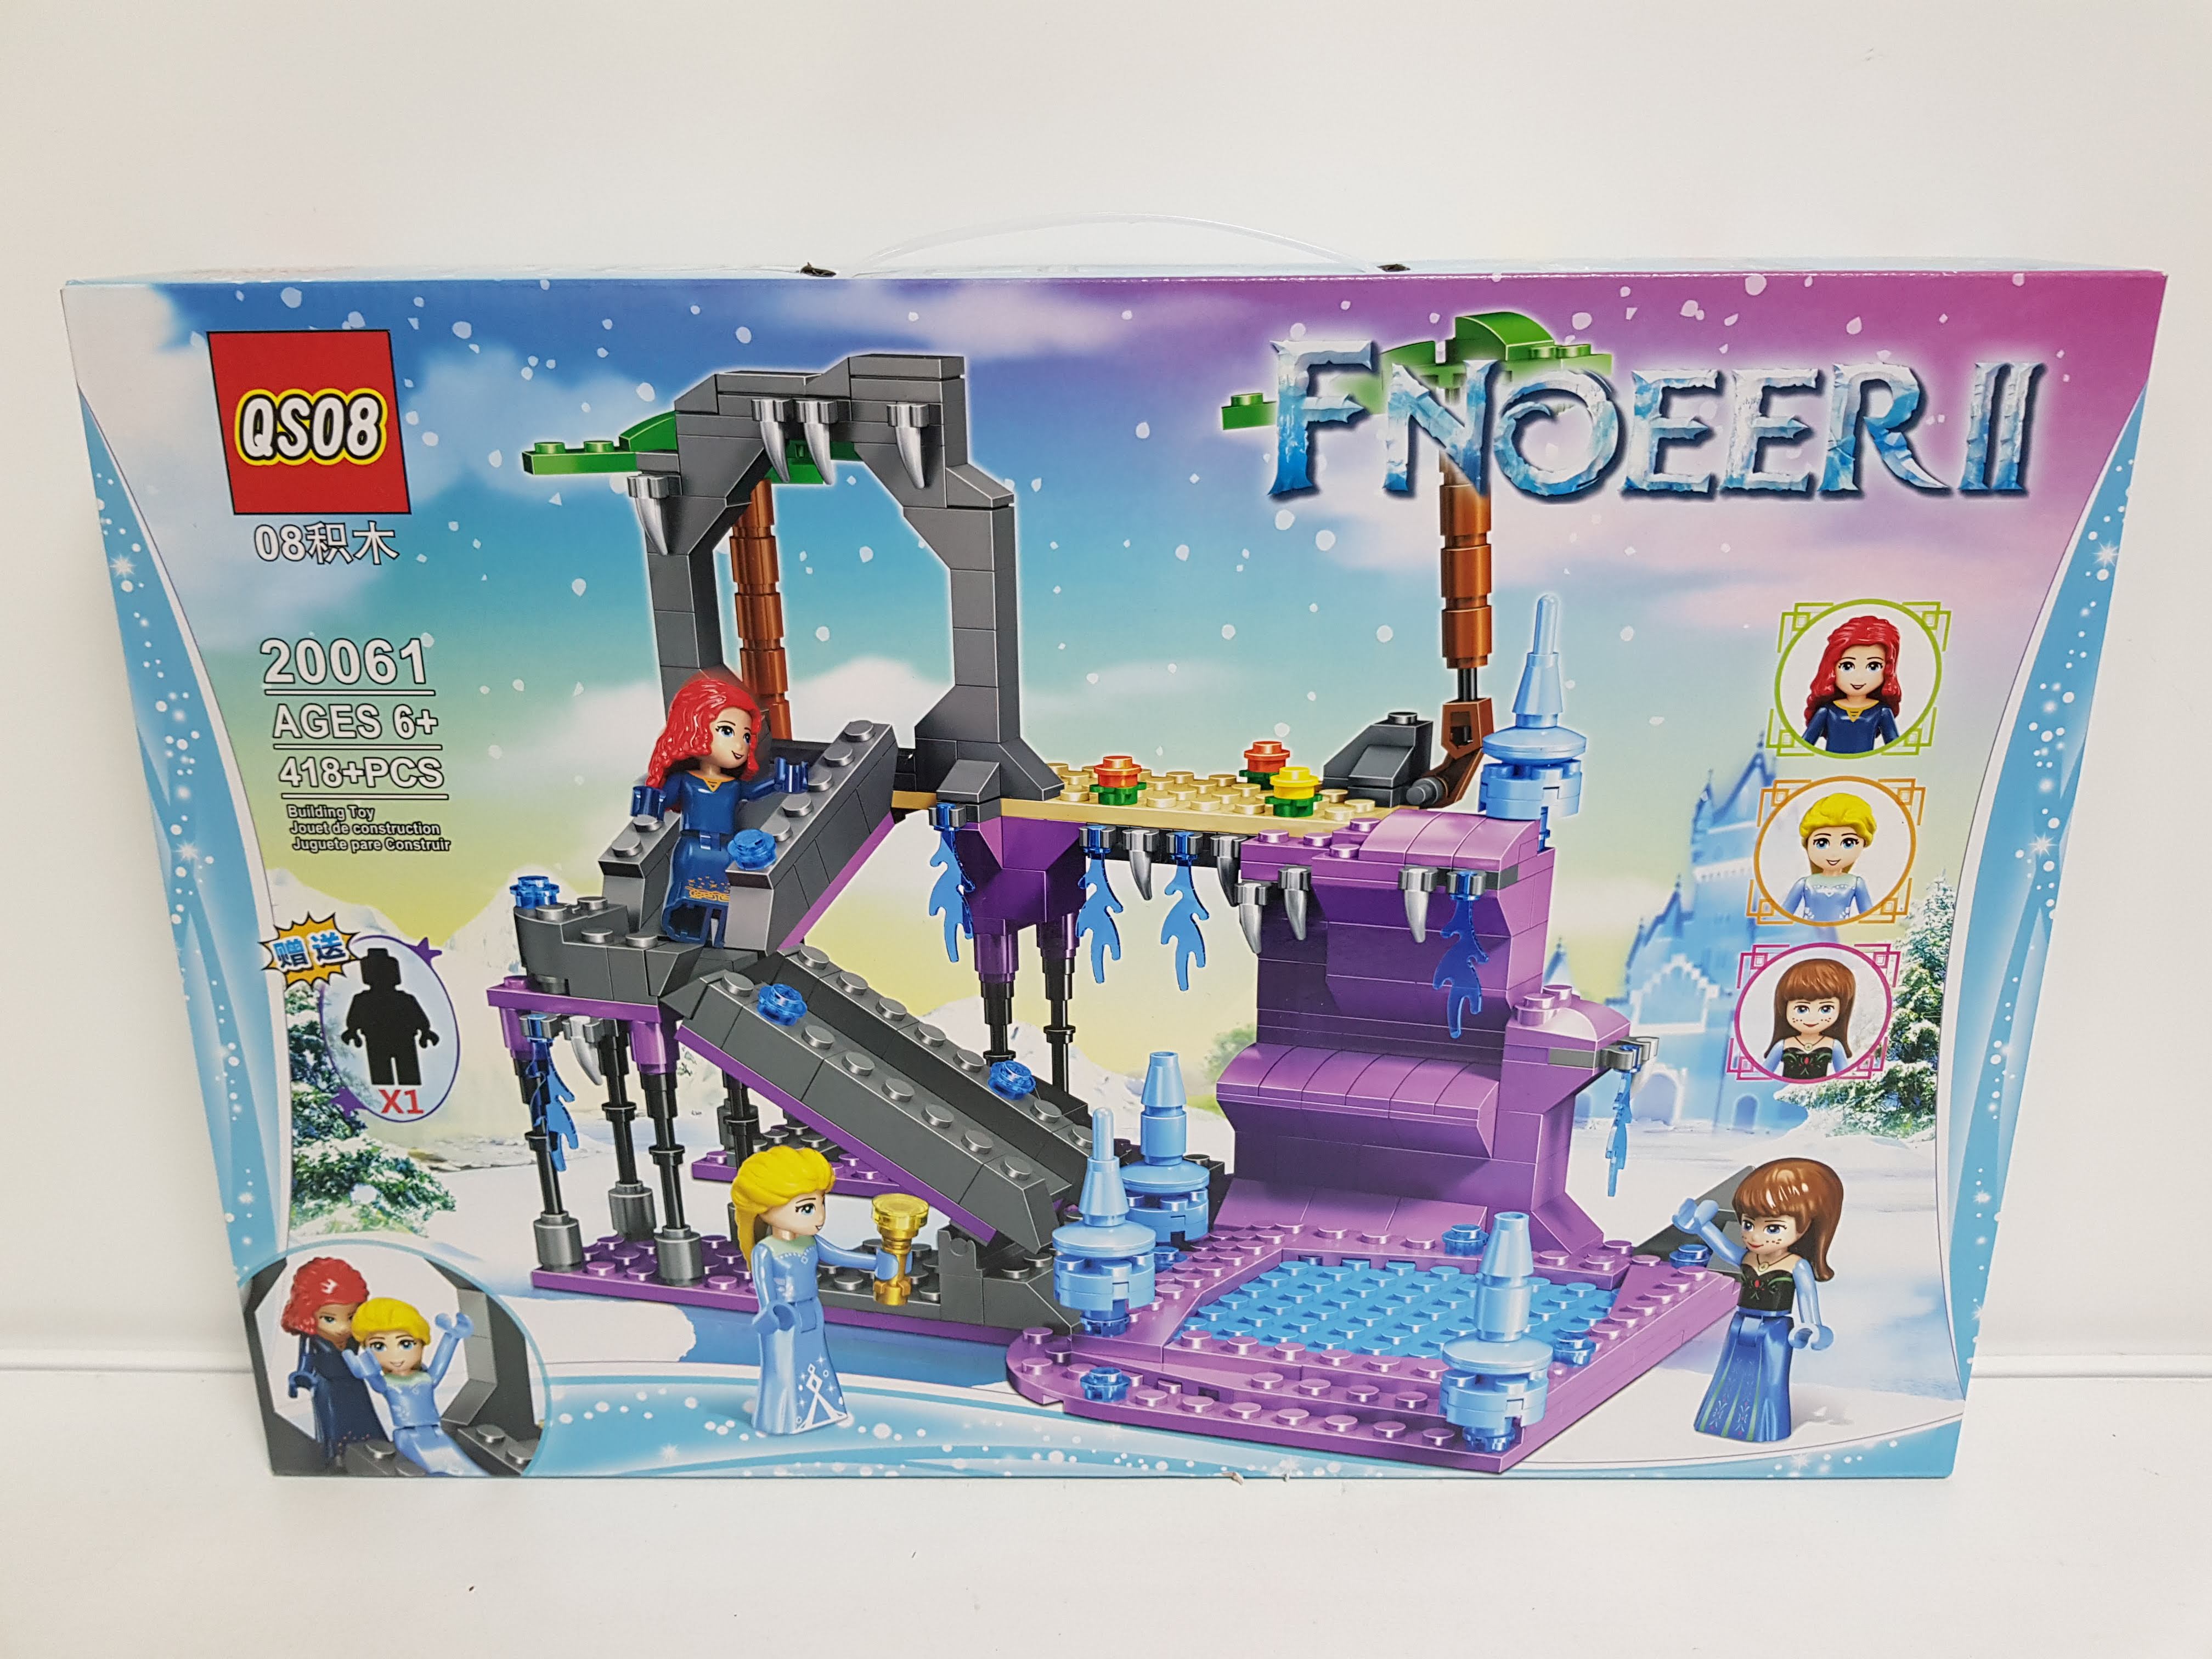 QS08
08积木
FNOEER II
20061
AGES 6+
418+PCS
Building Toy
Jouet de construction
Juguete pare Construir
赠送
X1